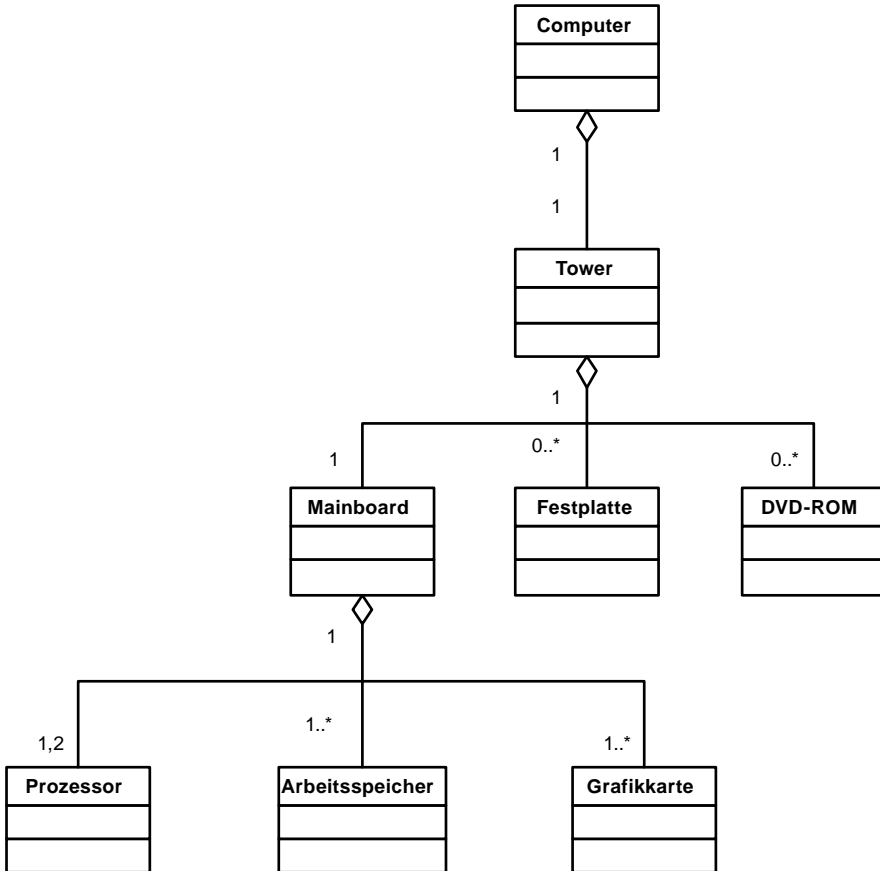 Computer
1
1
Tower
1
1
0..*
0..*
Mainboard
Festplatte
DVD-ROM
1
1,2
1..*
1..*
Prozessor
Arbeitsspeicher
Grafikkarte